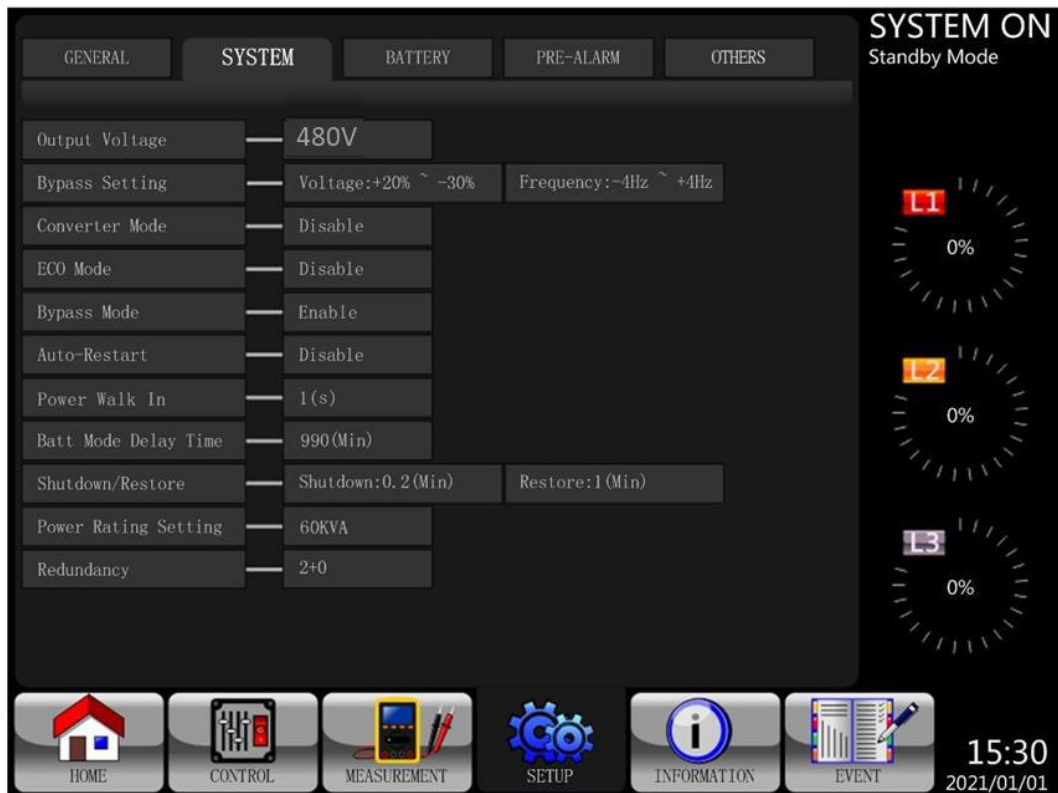 SYSTEM ON
Standby Mode
GENERAL SYSTEM BATTERY PRE-ALARM OTHERS
Output Voltage 480V
Bypass Setting Voltage:+20% ~ -30% Frequency:-4Hz ~ +4Hz
Converter Mode Disable
ECO Mode Disable
Bypass Mode Enable
Auto-Restart Disable
Power Walk In 1(s)
Batt Mode Delay Time 990(Min)
Shutdown/Restore Shutdown:0.2(Min) Restore:1(Min)
Power Rating Setting 60KVA
Redundancy 2+0
L1
0%
L2
0%
L3
0%
HOME CONTROL MEASUREMENT SETUP INFORMATION EVENT
15:30
2021/01/01